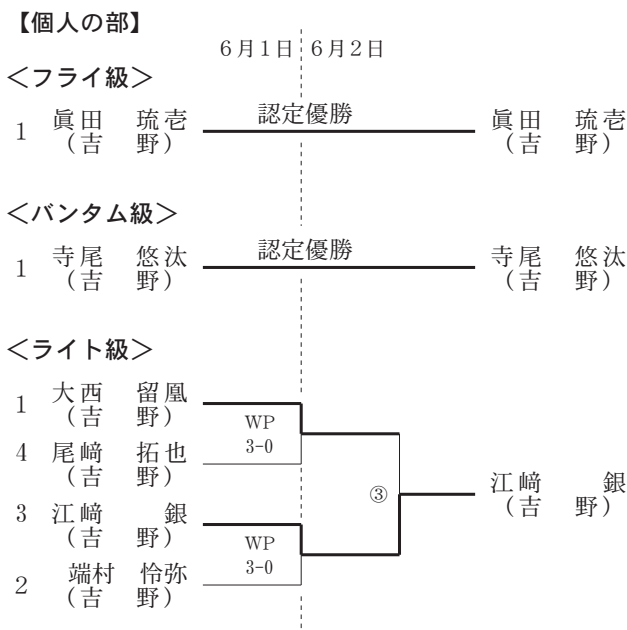 【個人の部】
6月1日 6月2日
＜フライ級＞
1 眞田 琉壱 認定優勝 眞田 琉壱
(吉 野) (吉 野)
＜バンタム級＞
1 寺尾 悠汰 認定優勝 寺尾 悠汰
(吉 野) (吉 野)
＜ライト級＞
1 大西 留凰
(吉 野)
WP
3-0
4 尾﨑 拓也
(吉 野)
③
江﨑 銀
(吉 野)
3 江﨑 銀
(吉 野)
WP
3-0
2 端村 怜弥
(吉 野)